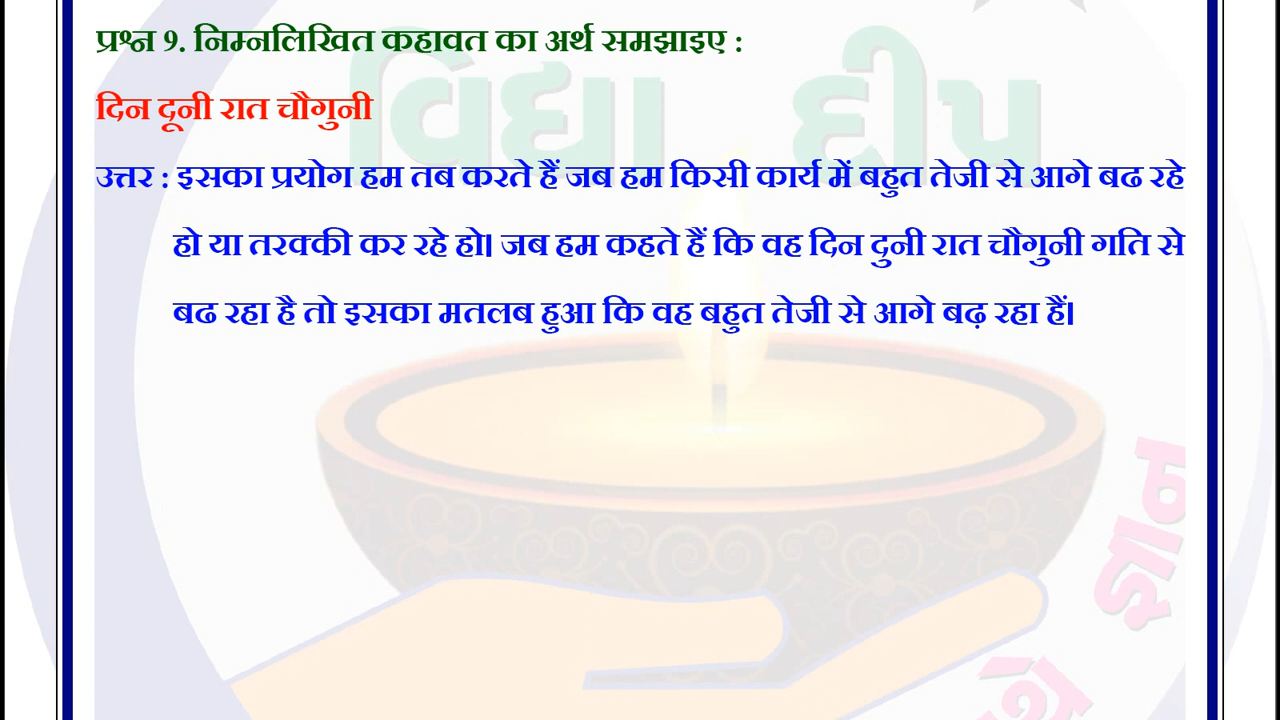 प्रश्न 9. निम्नलिखित कहावत का अर्थ समझाइए :
વિદ્યા દીપ
दिन दूनी रात चौगुनी
उत्तर : इसका प्रयोग हम तब करते हैं जब हम किसी कार्य में बहुत तेजी से आगे बढ रहे
हो या तरक्की कर रहे हो। जब हम कहते हैं कि वह दिन दुनी रात चौगुनी गति से
बढ रहा है तो इसका मतलब हुआ कि वह बहुत तेजी से आगे बढ़ रहा हैं।
જ્ઞાન